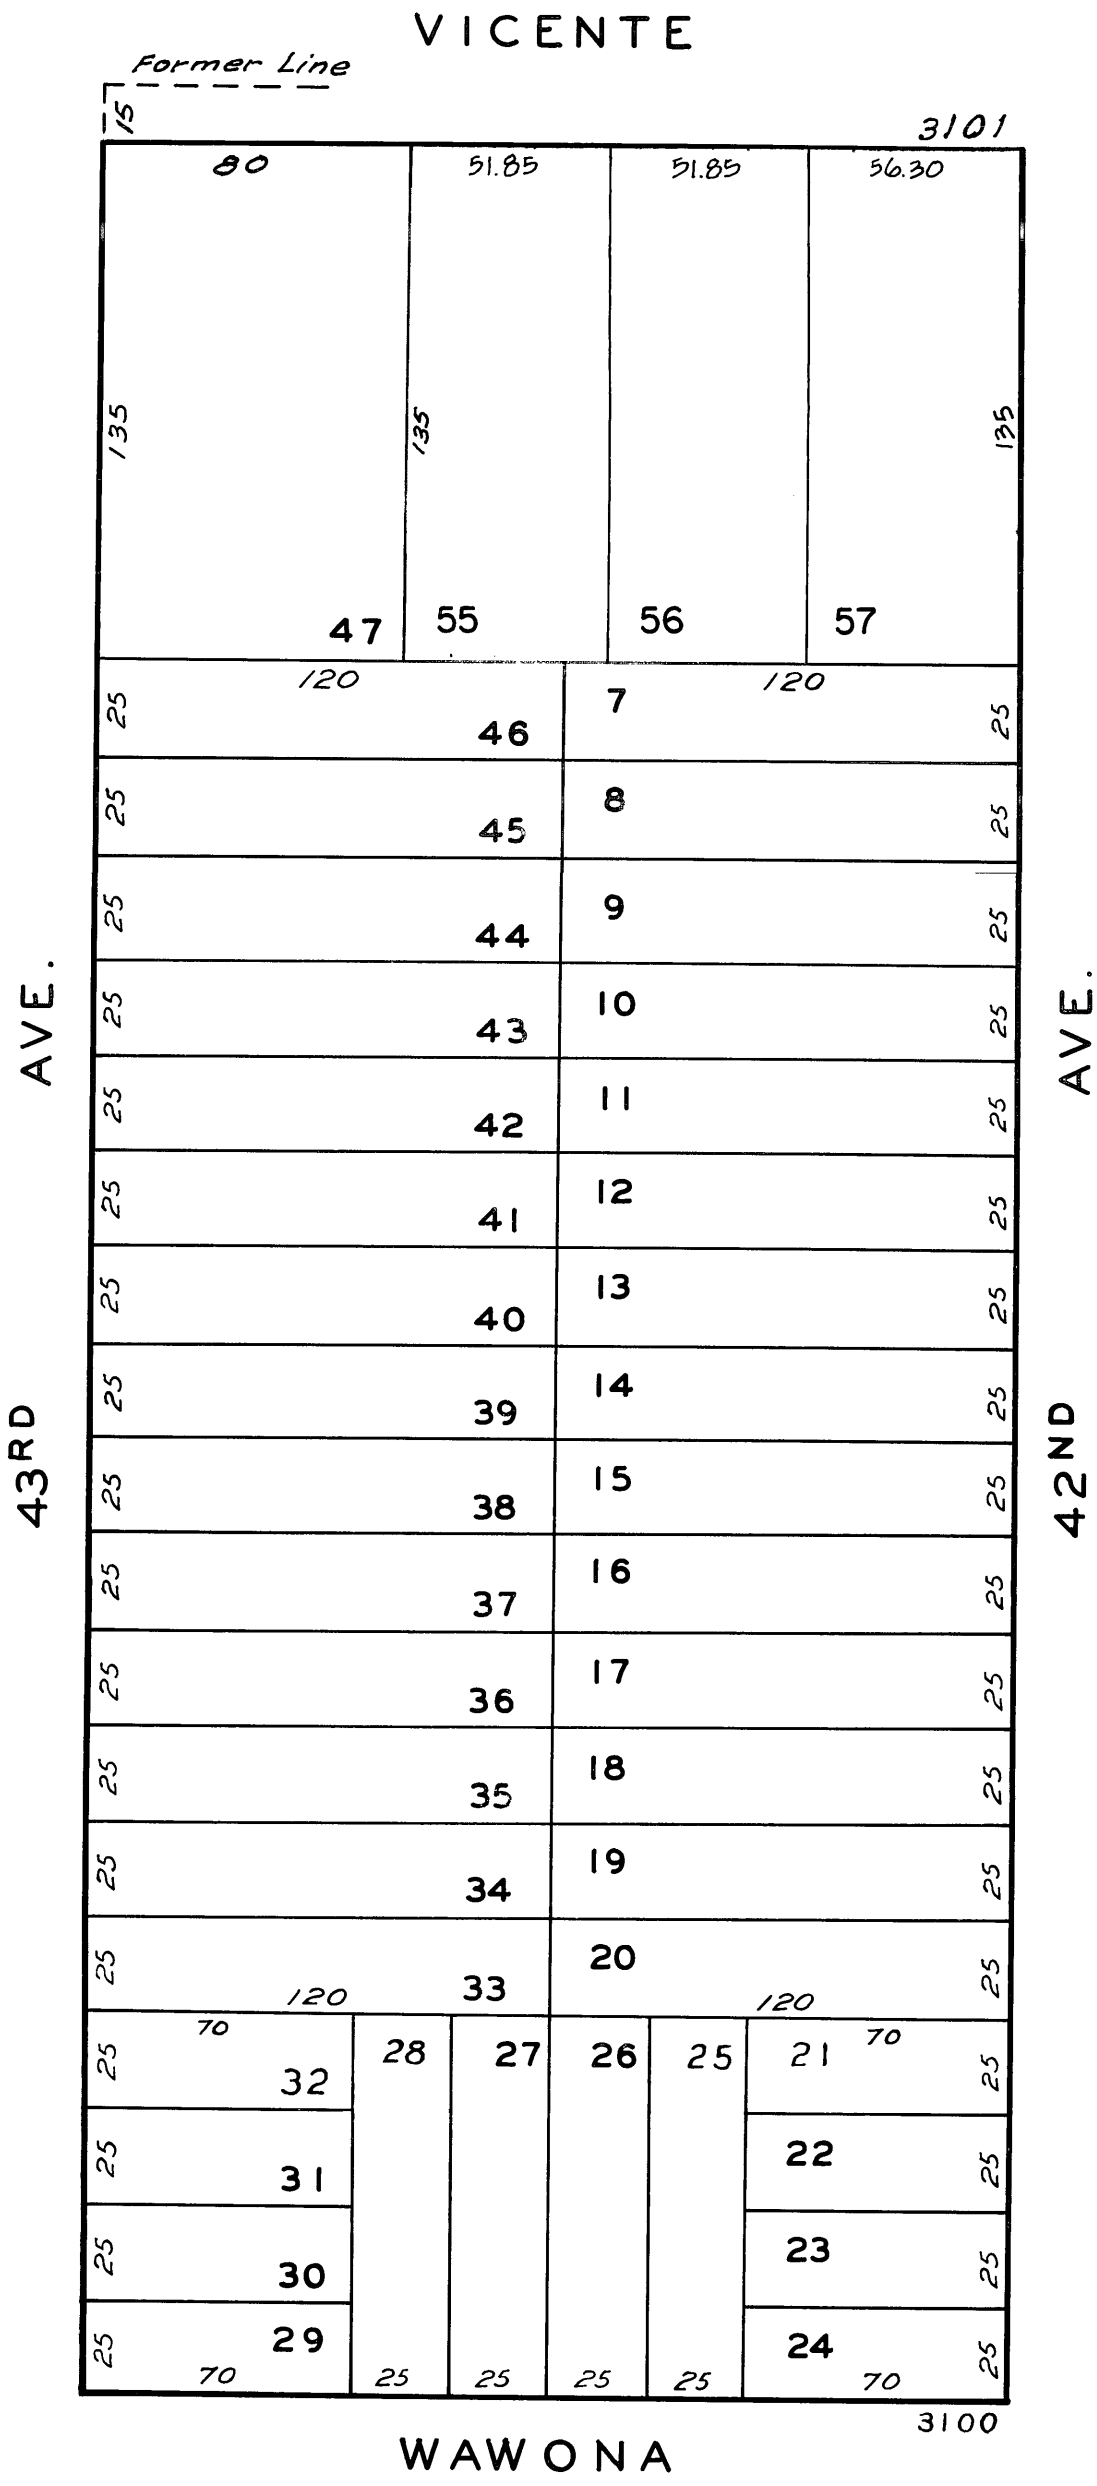 VICENTE
Former Line
15
3101
80 51.85 51.85 56.30
135 135 135
47 55 56 57
120 120
25 46 7 25
25 45 8 25
25 44 9 25
25 43 10 25
25 42 11 25
25 41 12 25
25 40 13 25
25 39 14 25
25 38 15 25
25 37 16 25
25 36 17 25
25 35 18 25
25 34 19 25
25 33 20 25
120 120
70 70
25 32 28 27 26 25 21 25
25 31 22 25
25 30 23 25
25 29 24 25
70 25 25 25 25 70
3100
WAWONA
43RD AVE.
42ND AVE.